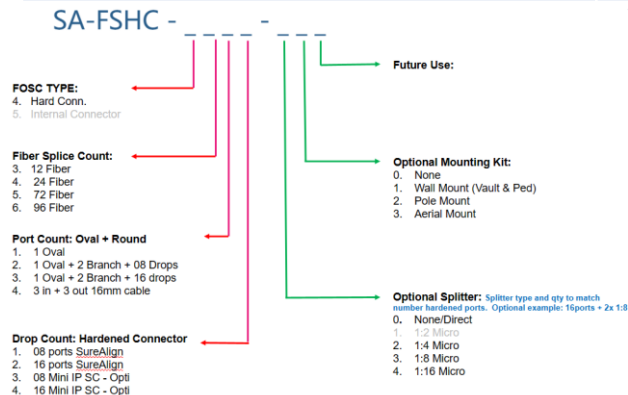 SA-FSHC - _ _ _ _ - _ _ _
Future Use:
FOSC TYPE:
4. Hard Conn.
5. Internal Connector
Fiber Splice Count:
3. 12 Fiber
4. 24 Fiber
5. 72 Fiber
6. 96 Fiber
Optional Mounting Kit:
0. None
1. Wall Mount (Vault & Ped)
2. Pole Mount
3. Aerial Mount
Port Count: Oval + Round
1. 1 Oval
2. 1 Oval + 2 Branch + 08 Drops
3. 1 Oval + 2 Branch + 16 drops
4. 3 in + 3 out 16mm cable
Optional Splitter: Splitter type and qty to match
number hardened ports. Optional example: 16ports + 2x 1:8
0. None/Direct
1. 1:2 Micro
2. 1:4 Micro
3. 1:8 Micro
4. 1:16 Micro
Drop Count: Hardened Connector
1. 08 ports SureAlign
2. 16 ports SureAlign
3. 08 Mini IP SC - Opti
4. 16 Mini IP SC - Opti